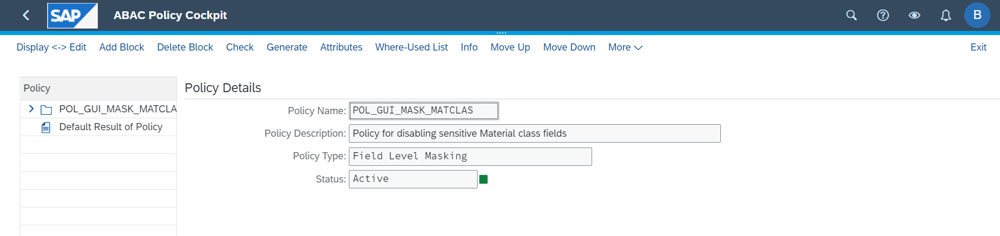 SAP ABAC Policy Cockpit B
Display <-> Edit Add Block Delete Block Check Generate Attributes Where-Used List Info Move Up Move Down More Exit
Policy
POL_GUI_MASK_MATCLA
Default Result of Policy
Policy Details
Policy Name: POL_GUI_MASK_MATCLAS
Policy Description: Policy for disabling sensitive Material class fields
Policy Type: Field Level Masking
Status: Active